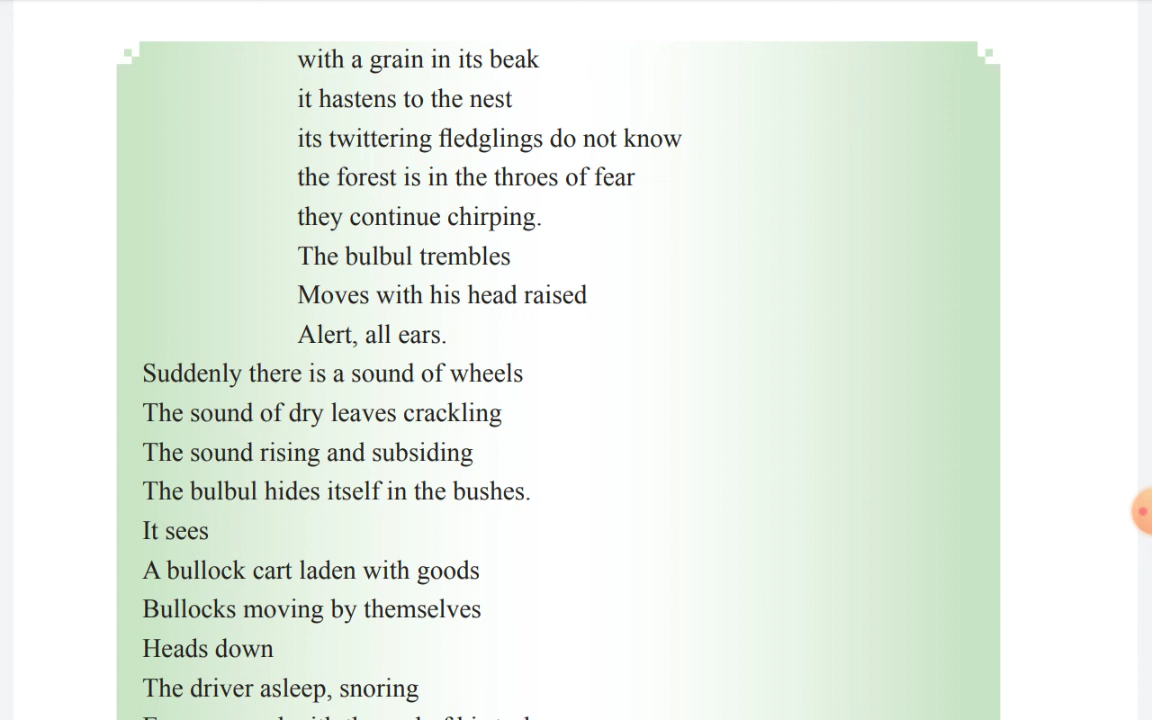 with a grain in its beak
it hastens to the nest
its twittering fledglings do not know
the forest is in the throes of fear
they continue chirping.
The bulbul trembles
Moves with his head raised
Alert, all ears.
Suddenly there is a sound of wheels
The sound of dry leaves crackling
The sound rising and subsiding
The bulbul hides itself in the bushes.
It sees
A bullock cart laden with goods
Bullocks moving by themselves
Heads down
The driver asleep, snoring